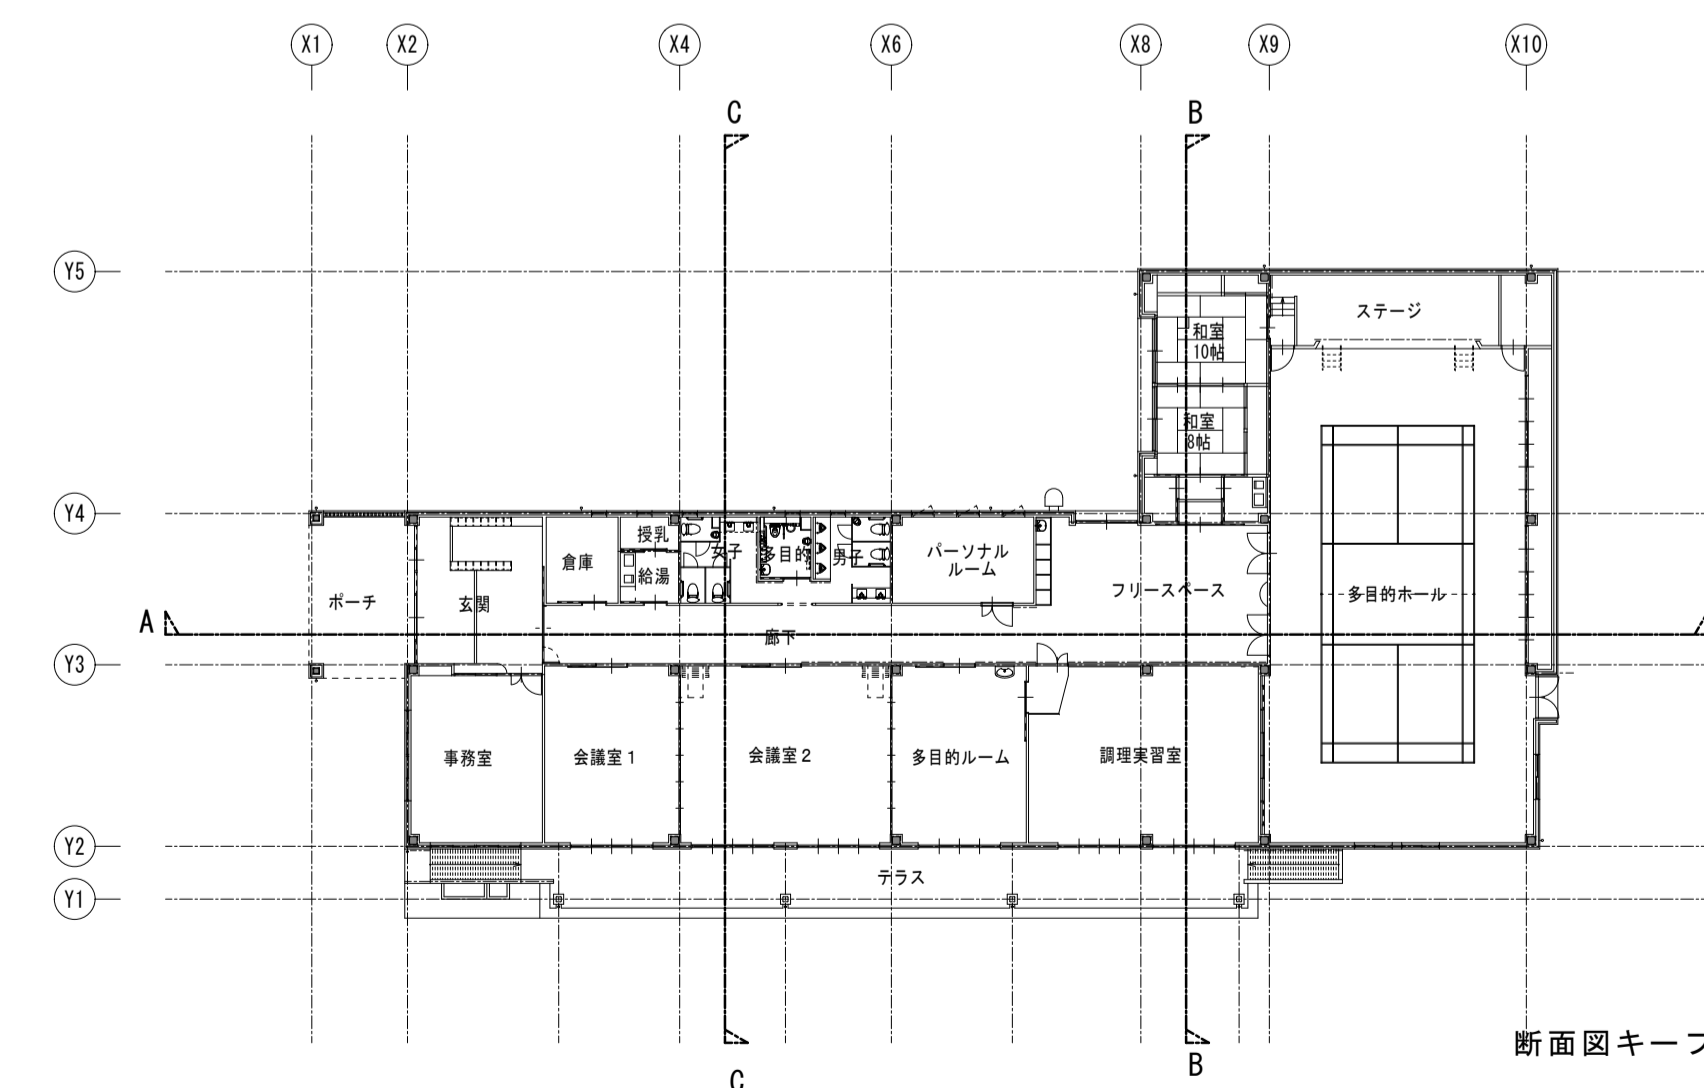 X1 X2 X4 X6 X8 X9 X10
C B
Y5
ステージ
和室
10帖
和室
8帖
Y4
授乳
女子 多目的 男子
パーソナル
ルーム
倉庫
給湯
フリースペース
多目的ホール
ポーチ
玄関
A
廊下
Y3
事務室 会議室1 会議室2 多目的ルーム 調理実習室
Y2
テラス
Y1
断面図キープ
B
C